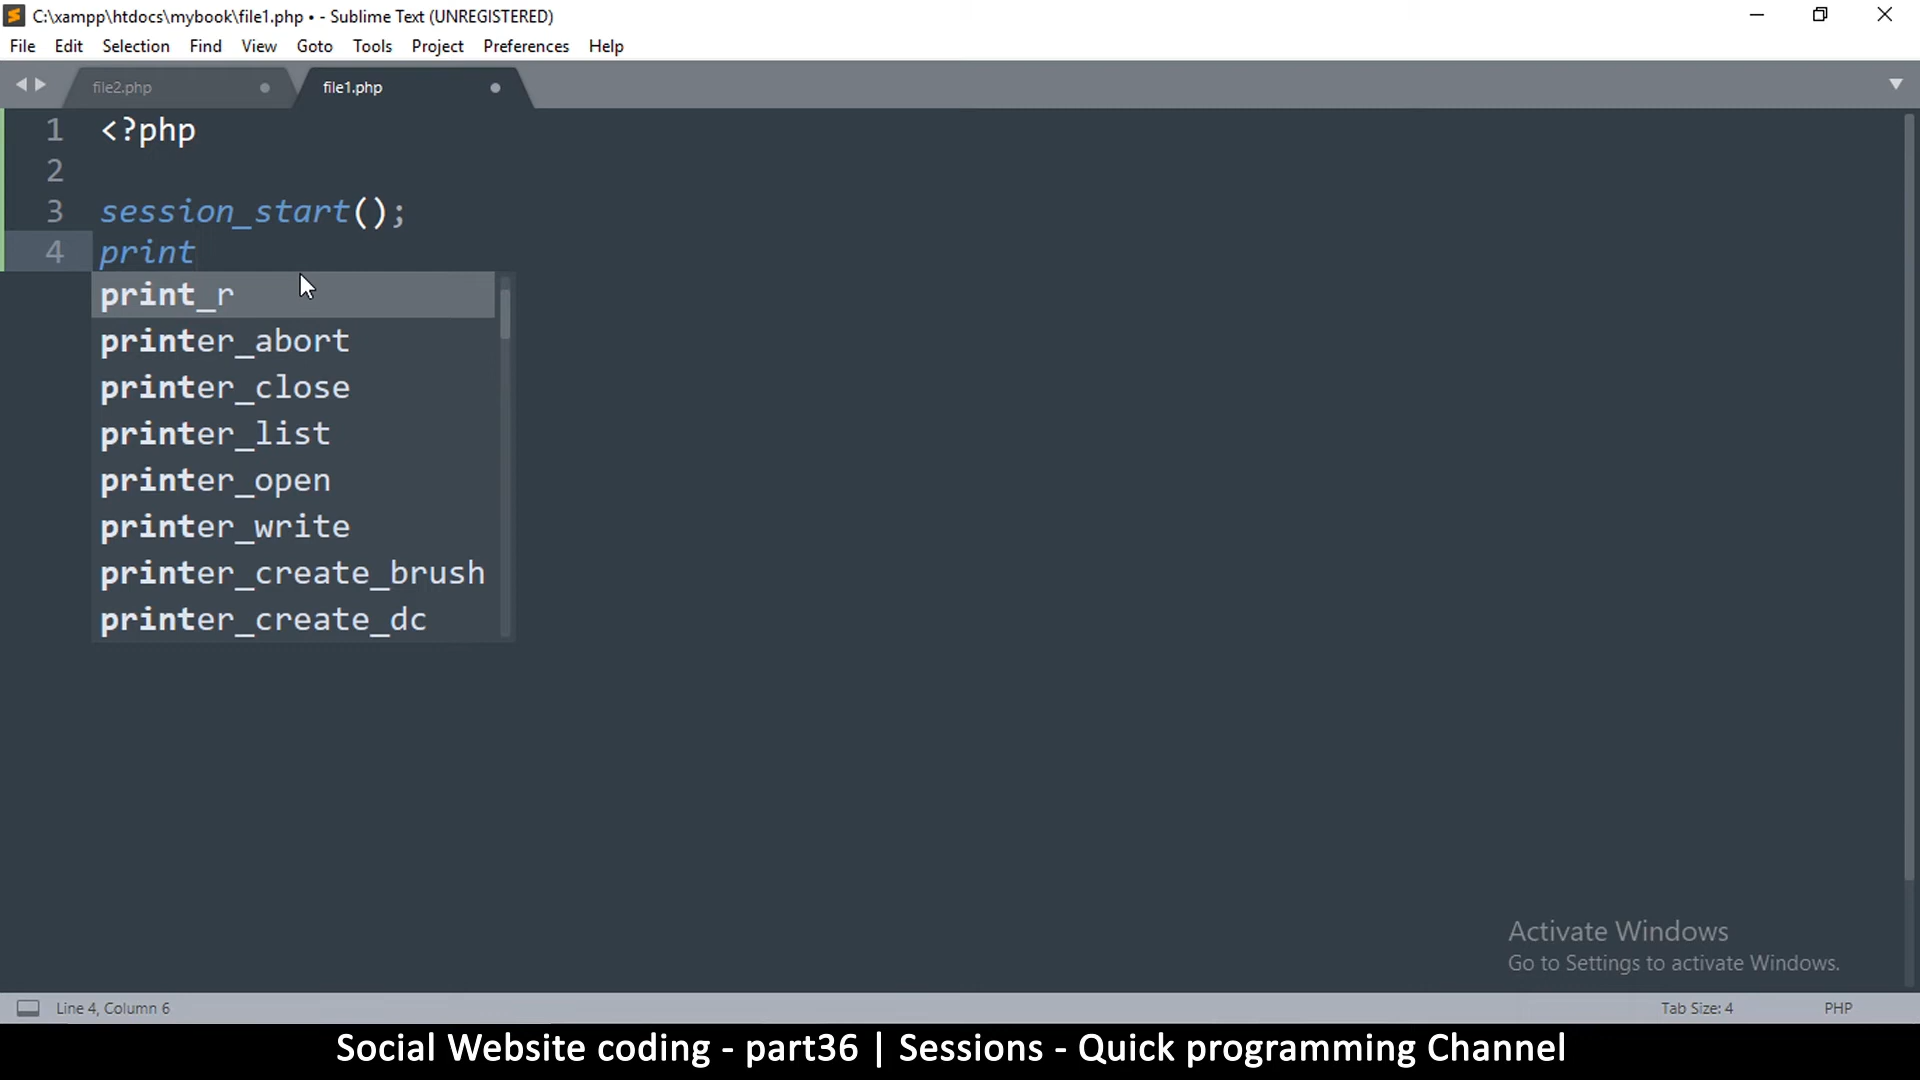 C:\xampp\htdocs\mybook\file1.php • - Sublime Text (UNREGISTERED)
File Edit Selection Find View Goto Tools Project Preferences Help
file2.php file1.php
1 <?php
2
3 session_start();
4 print
print_r
printer_abort
printer_close
printer_list
printer_open
printer_write
printer_create_brush
printer_create_dc
Activate Windows
Go to Settings to activate Windows.
Line 4, Column 6 Tab Size: 4 PHP
Social Website coding - part36 | Sessions - Quick programming Channel